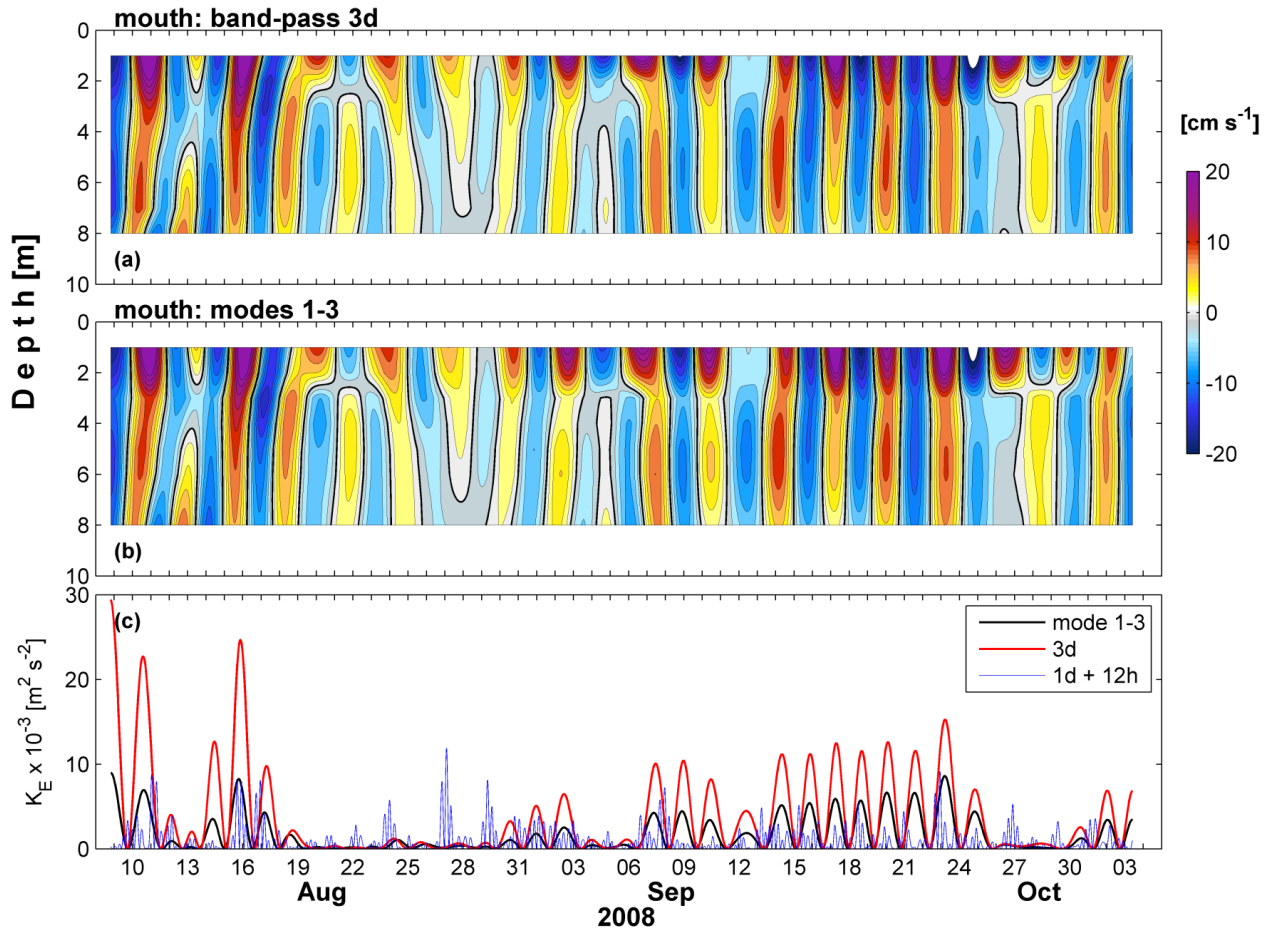 mouth: band-pass 3d
0
2
4
6
8
10
(a)
[cm s-1]
20
10
0
-10
-20
Depth [m]
mouth: modes 1-3
0
2
4
6
8
10
(b)
30
20
10
0
KE x 10-3 [m2 s-2]
(c)
mode 1-3
3d
1d + 12h
10 13 16 19 22 25 28 31 03 06 09 12 15 18 21 24 27 30 03
Aug Sep Oct
2008